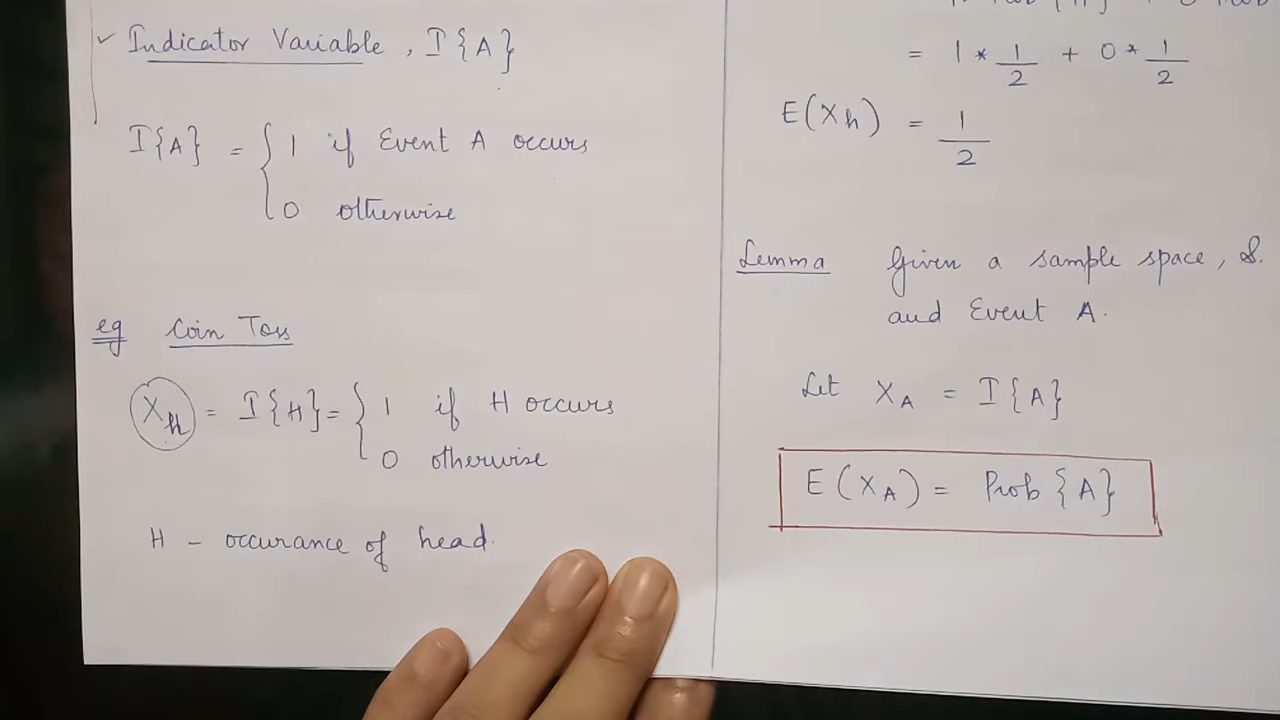 ✓ Indicator Variable, I{A}
I{A} = { 1 if Event A occurs
0 otherwise
eg Coin Toss
Xh = I{H} = { 1 if H occurs
0 otherwise
H - occurance of head.
= 1 * 1/2 + 0 * 1/2
E(Xh) = 1/2
Lemma Given a sample space, S.
and Event A.
Let XA = I{A}
E(XA) = Prob{A}